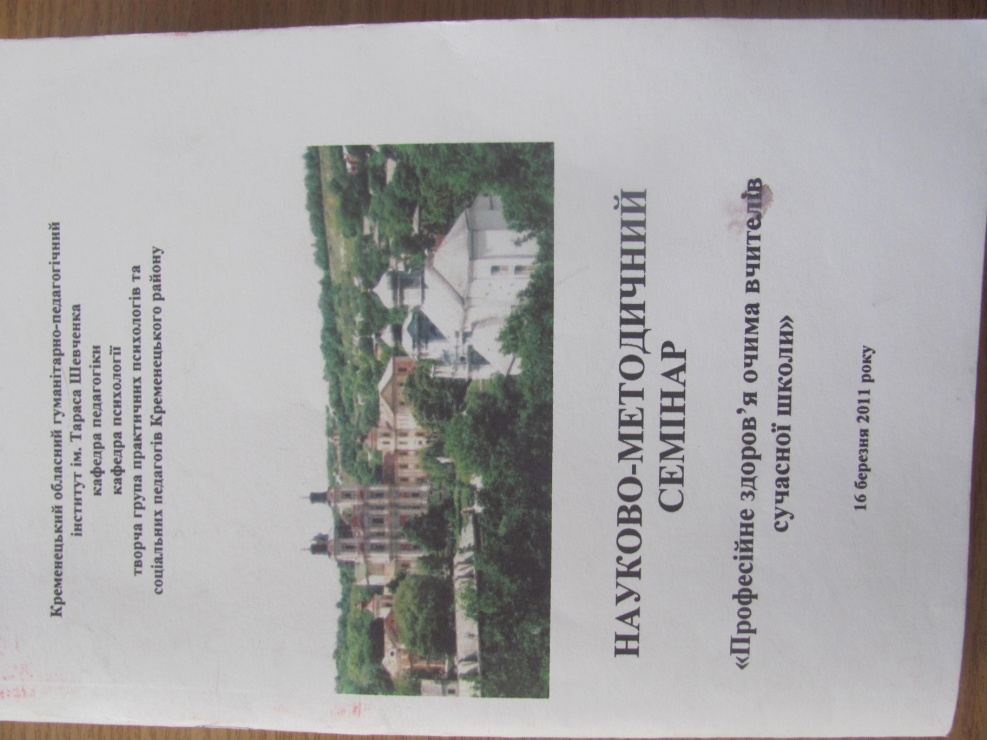 Кременецький обласний гуманітарно-педагогічний
інститут ім. Тараса Шевченка
кафедра педагогіки
кафедра психології
творча група практичних психологів та
соціальних педагогів Кременецького району
НАУКОВО-МЕТОДИЧНИЙ
СЕМІНАР
«Професійне здоров’я очима вчителів
сучасної школи»
16 березня 2011 року